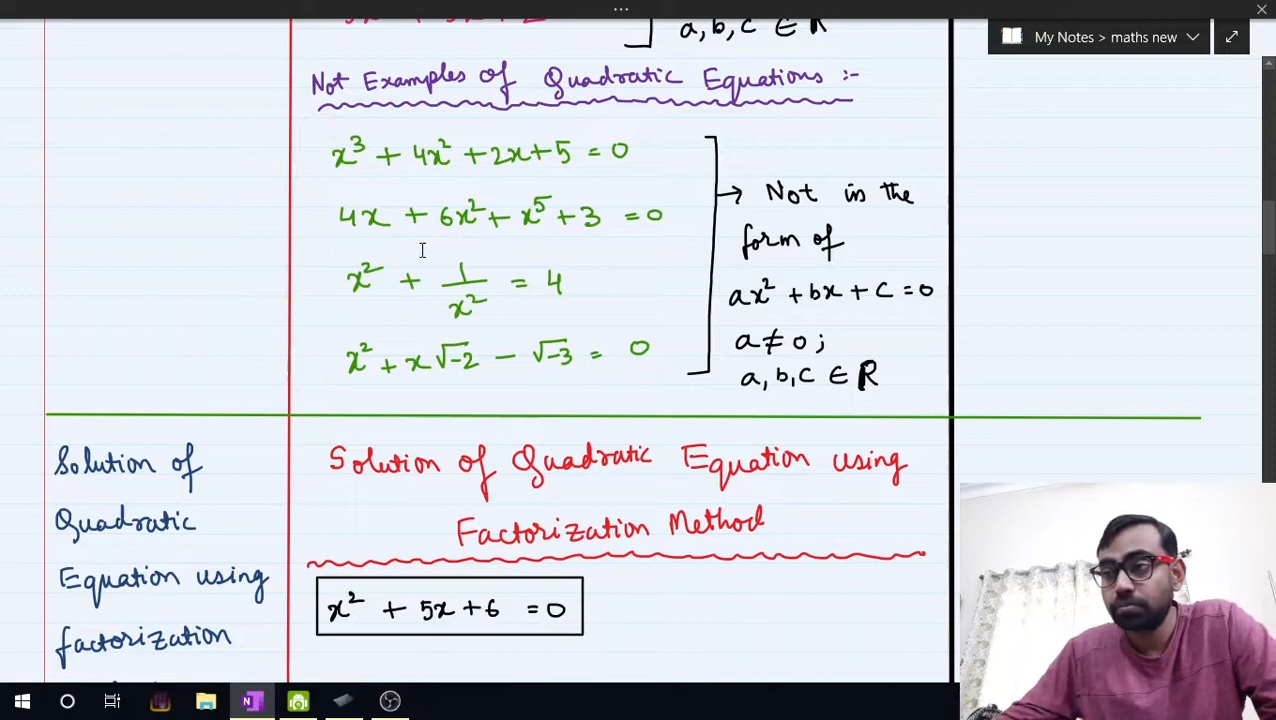 a, b, c ∈ R
My Notes > maths new
Not Examples of Quadratic Equations :-
x³ + 4x² + 2x + 5 = 0
4x + 6x² + x⁵ + 3 = 0
x² + 1/x² = 4
x² + x√-2 - √-3 = 0
→ Not in the
form of
ax² + bx + c = 0
a ≠ 0 ;
a, b, c ∈ R
Solution of
Quadratic
Equation using
factorization
Solution of Quadratic Equation using
Factorization Method
x² + 5x + 6 = 0